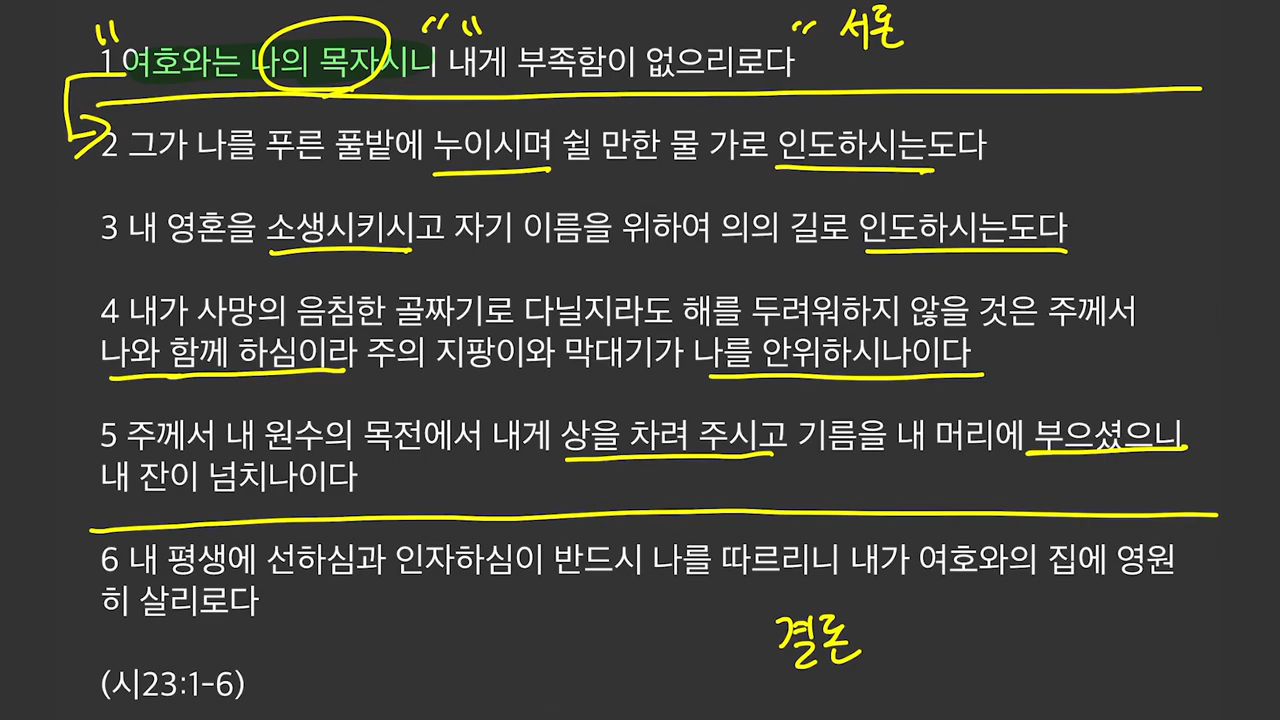 1 여호와는 나의 목자시니 내게 부족함이 없으리로다 서론
2 그가 나를 푸른 풀밭에 누이시며 쉴 만한 물 가로 인도하시는도다
3 내 영혼을 소생시키시고 자기 이름을 위하여 의의 길로 인도하시는도다
4 내가 사망의 음침한 골짜기로 다닐지라도 해를 두려워하지 않을 것은 주께서
나와 함께 하심이라 주의 지팡이와 막대기가 나를 안위하시나이다
5 주께서 내 원수의 목전에서 내게 상을 차려 주시고 기름을 내 머리에 부으셨으니
내 잔이 넘치나이다
6 내 평생에 선하심과 인자하심이 반드시 나를 따르리니 내가 여호와의 집에 영원
히 살리로다
결론
(시23:1-6)